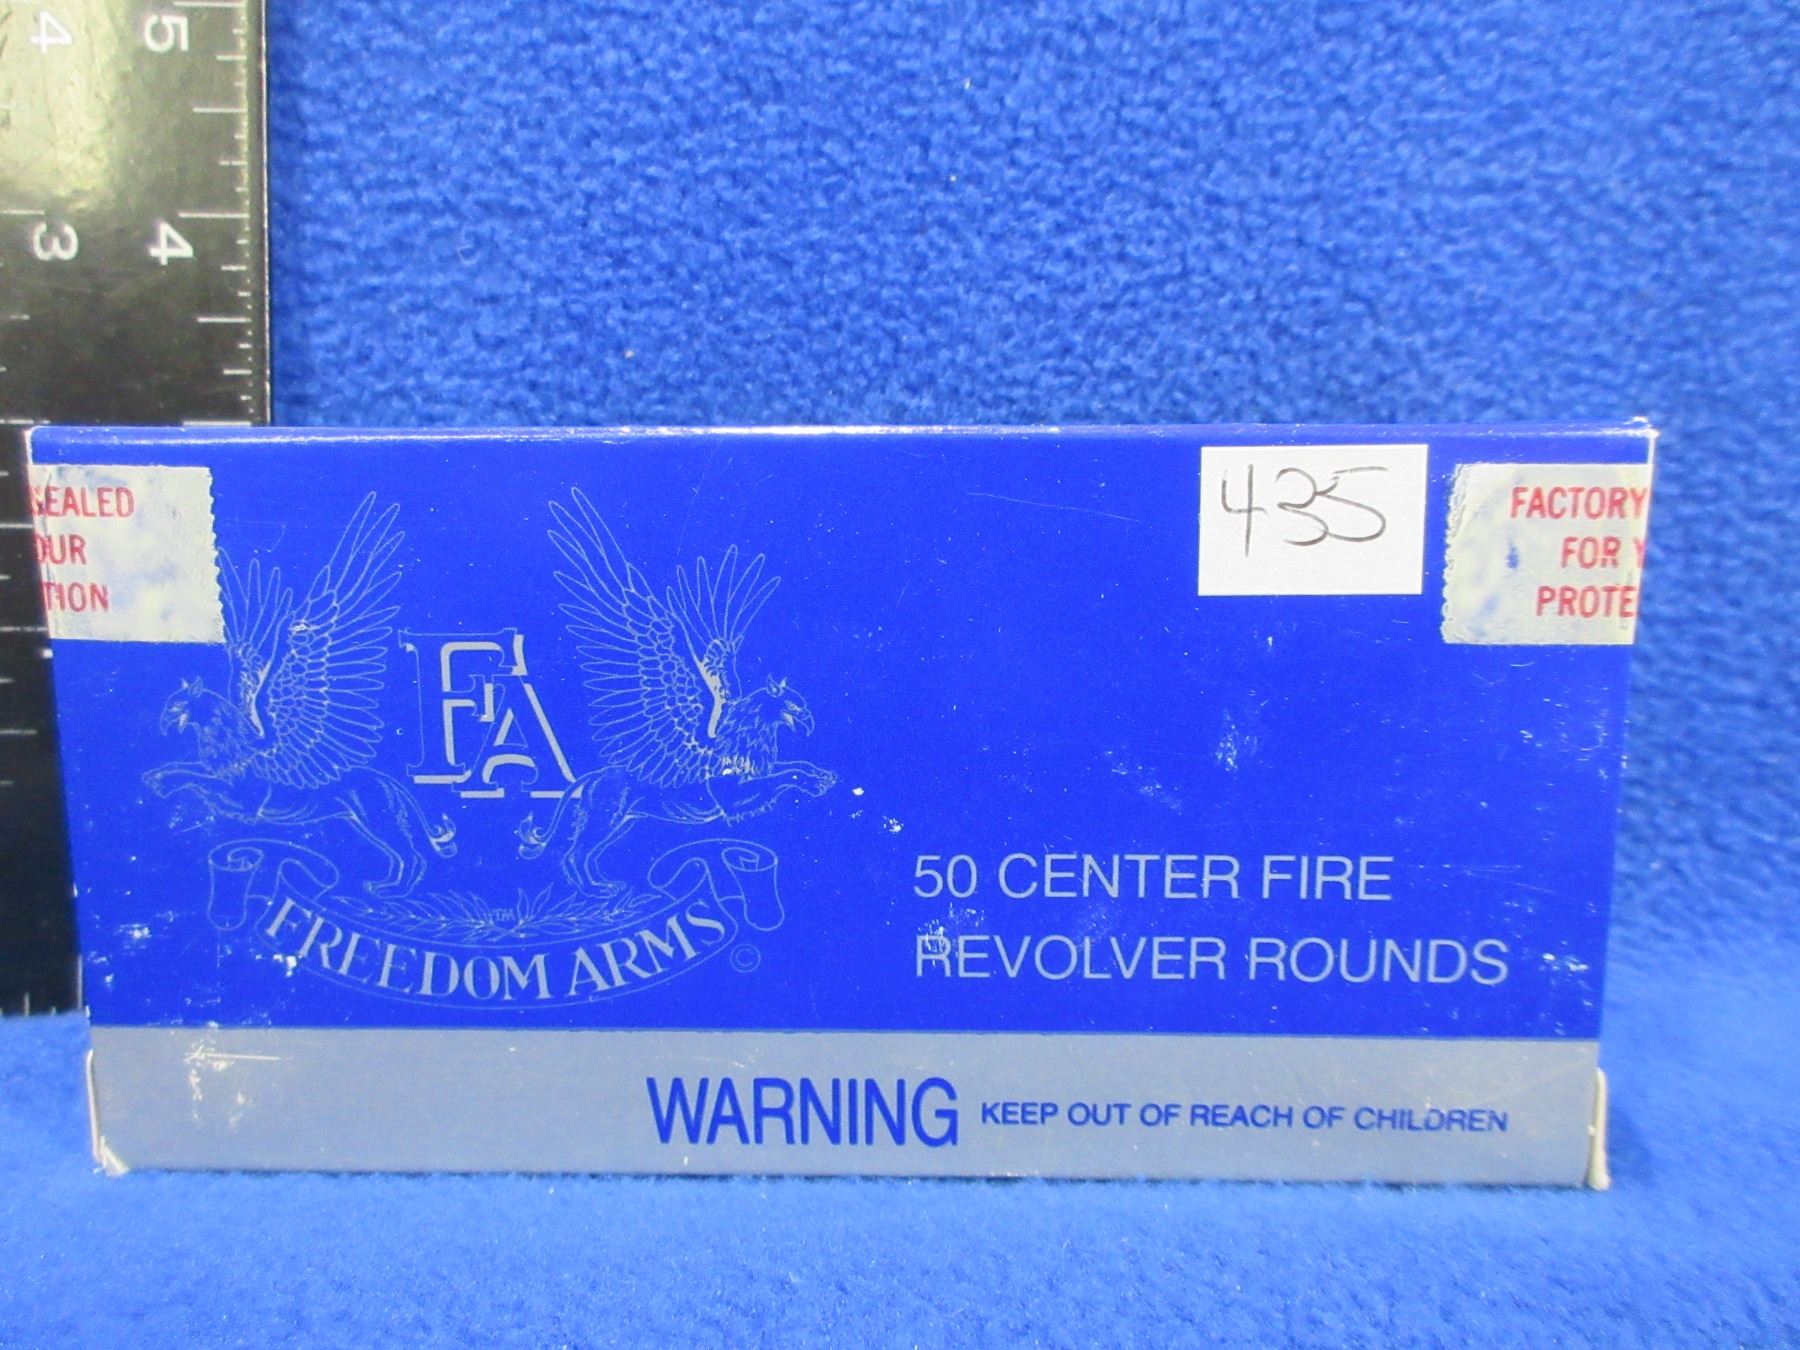 4 5
3 4
SEALED
OUR
TION
435
FACTORY
FOR Y
PROTE
FA
TM
FREEDOM ARMS ©
50 CENTER FIRE
REVOLVER ROUNDS
WARNING KEEP OUT OF REACH OF CHILDREN